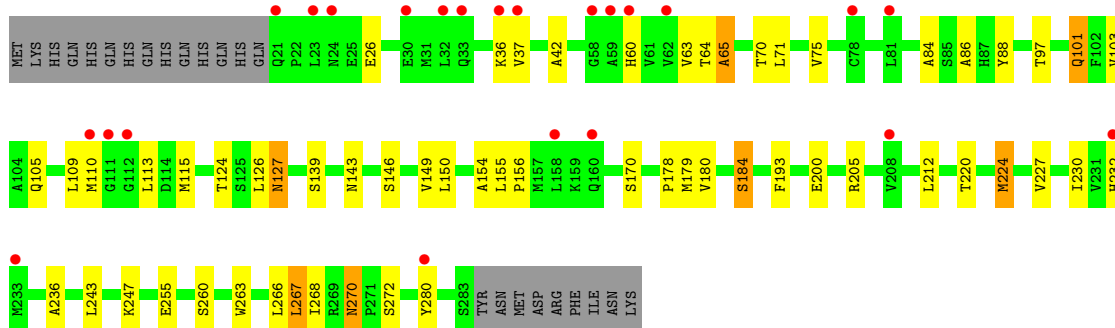 MET LYS HIS GLN HIS GLN HIS GLN HIS GLN HIS GLN HIS GLN Q21 P22 L23 N24 E25 E26 E30 M31 L32 Q33 K36 V37 A42 G58 A59 H60 V61 V62 V63 T64 A65 T70 L71 V75 C78 L81 A84 S85 A86 H87 Y88 T97 Q101 F102 V103
A104 Q105 L109 M110 G111 G112 L113 D114 M115 T124 S125 L126 N127 S139 N143 S146 V149 L150 A154 L155 P156 M157 L158 K159 Q160 S170 P178 M179 V180 S184 F193 E200 R205 V208 L212 T220 M224 V227 I230 V231 H232
M233 A236 L243 K247 E255 S260 W263 L266 L267 I268 R269 N270 P271 S272 Y280 S283 TYR ASN MET ASP ARG PHE ILE ASN LYS